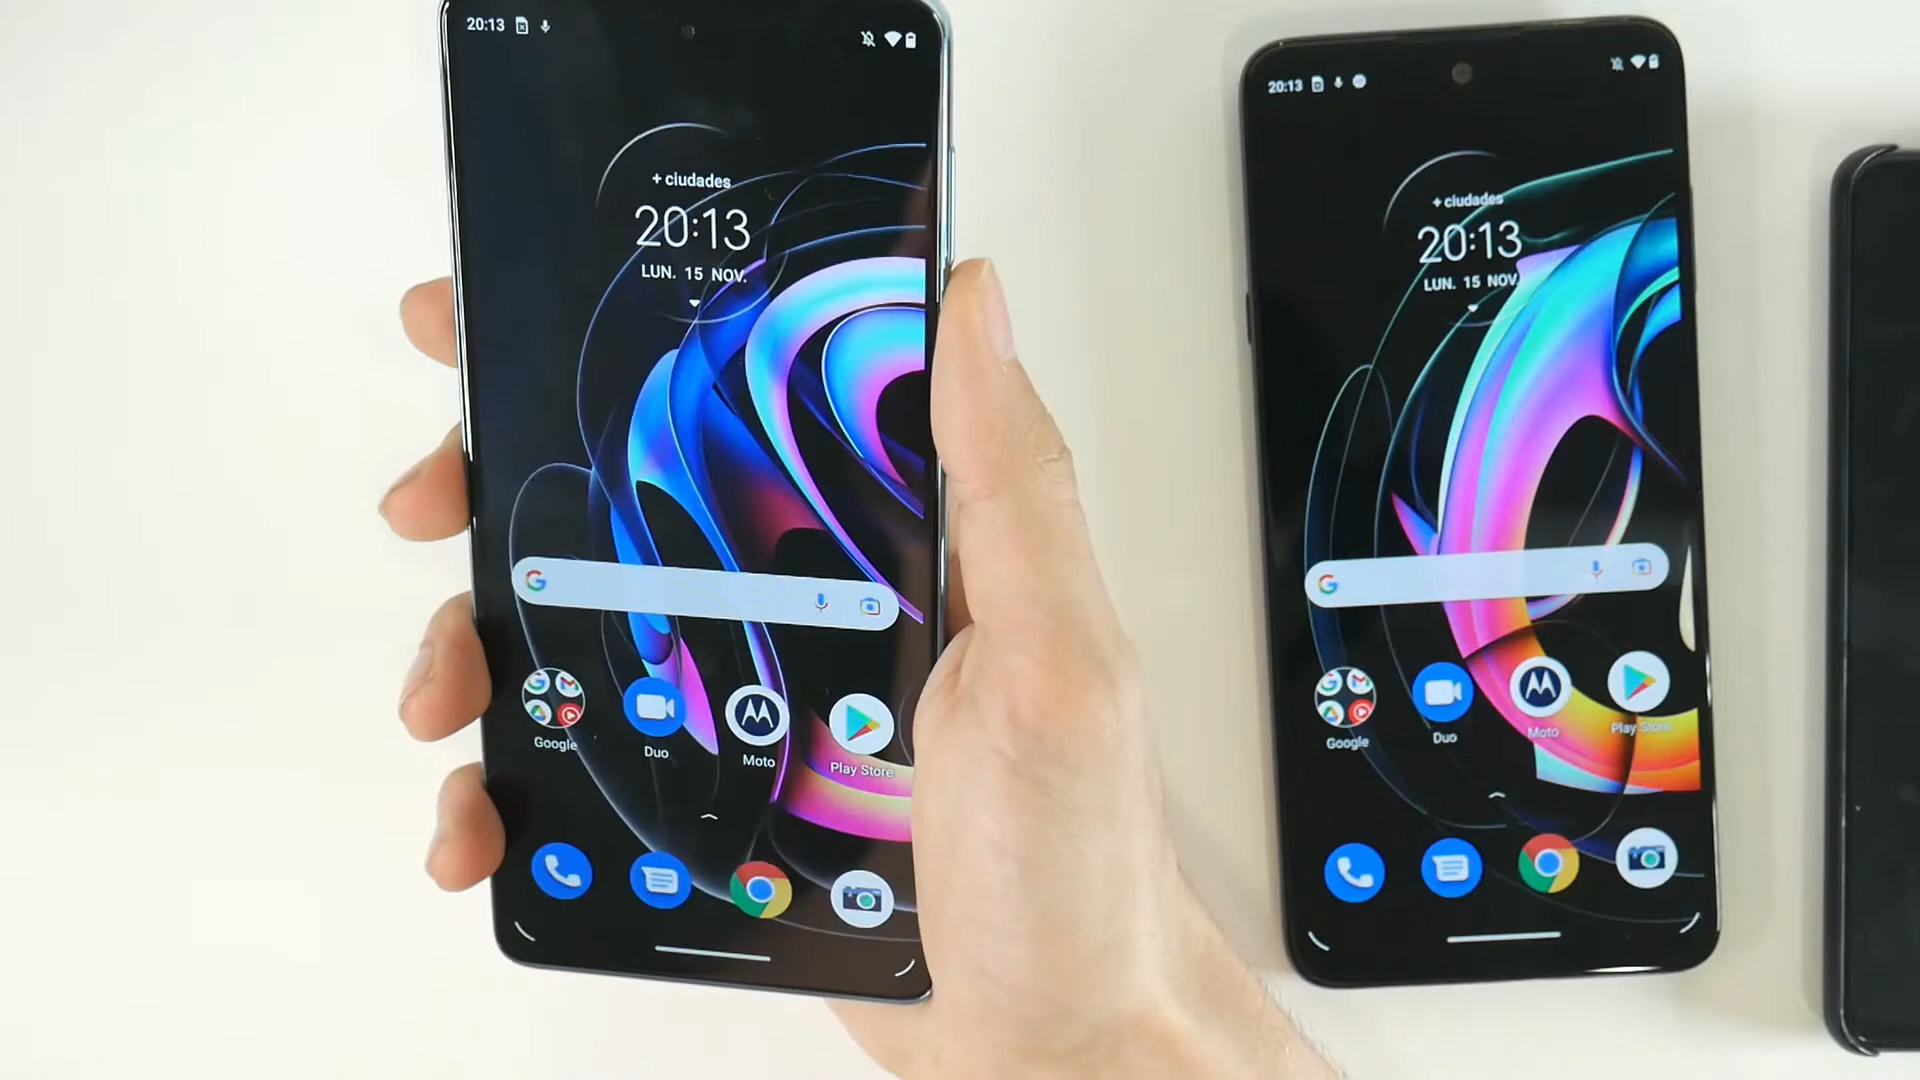 20:13
+ ciudades
20:13
LUN. 15 NOV.
Google
Duo
Moto
Play Store
20:13
+ ciudades
20:13
LUN. 15 NOV.
Google
Duo
Moto
Play Store